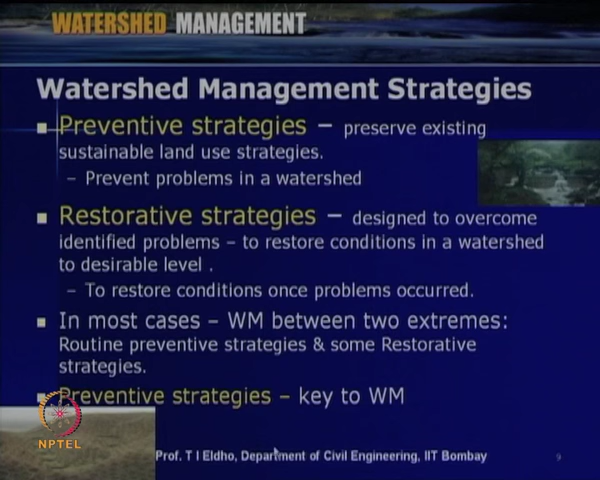 WATERSHED MANAGEMENT
Watershed Management Strategies
Preventive strategies – preserve existing
sustainable land use strategies.
– Prevent problems in a watershed
Restorative strategies – designed to overcome
identified problems – to restore conditions in a watershed
to desirable level .
– To restore conditions once problems occurred.
In most cases – WM between two extremes:
Routine preventive strategies & some Restorative
strategies.
Preventive strategies – key to WM
NPTEL
Prof. T I Eldho, Department of Civil Engineering, IIT Bombay
9